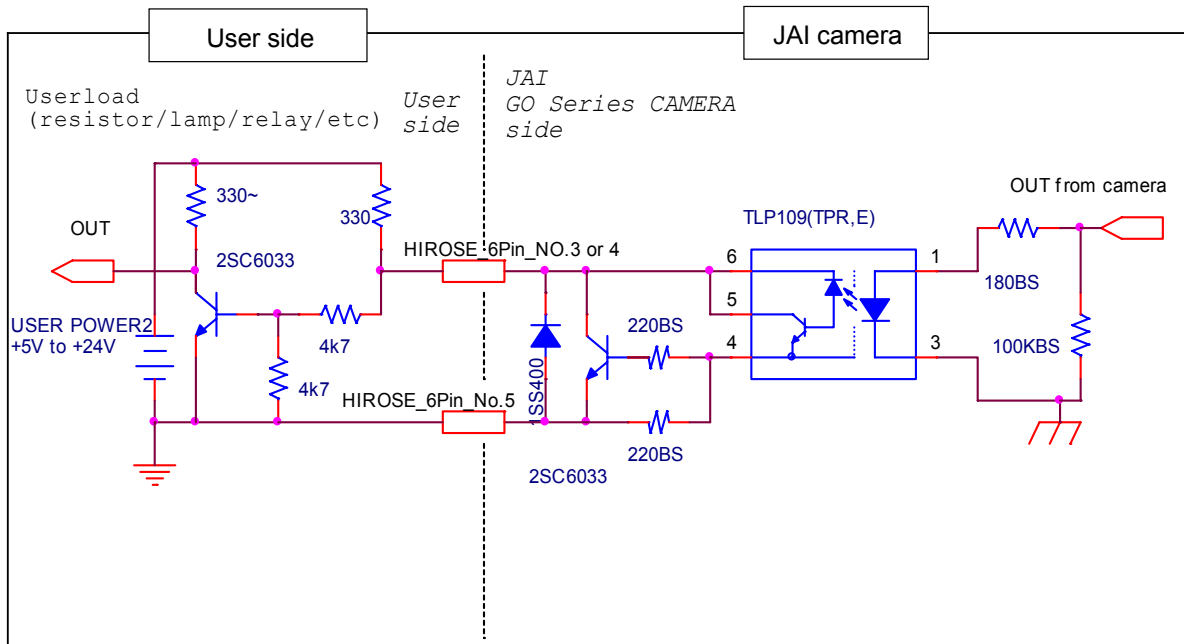 User side
JAI camera
Userload
(resistor/lamp/relay/etc)
User
side
JAI
GO Series CAMERA
side
330~
330
OUT
2SC6033
HIROSE_6Pin_NO.3 or 4
TLP109(TPR,E)
OUT from camera
6
5
4
1
3
180BS
100KBS
220BS
220BS
USER POWER2
+5V to +24V
4k7
4k7
HIROSE_6Pin_No.5
1SS400
2SC6033